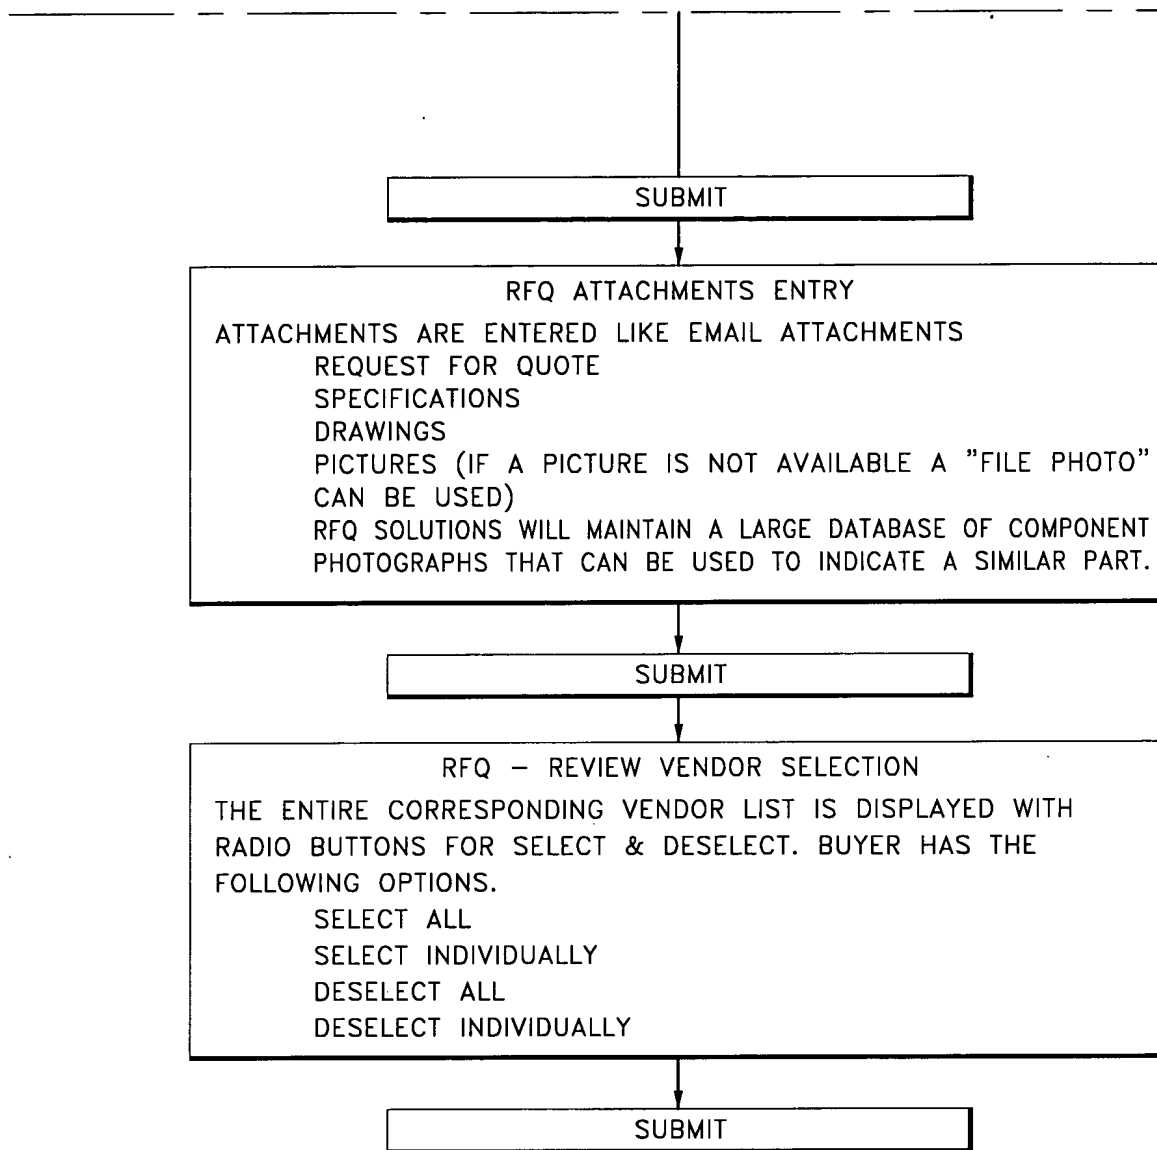 SUBMIT
RFQ ATTACHMENTS ENTRY
ATTACHMENTS ARE ENTERED LIKE EMAIL ATTACHMENTS
REQUEST FOR QUOTE
SPECIFICATIONS
DRAWINGS
PICTURES (IF A PICTURE IS NOT AVAILABLE A "FILE PHOTO"
CAN BE USED)
RFQ SOLUTIONS WILL MAINTAIN A LARGE DATABASE OF COMPONENT
PHOTOGRAPHS THAT CAN BE USED TO INDICATE A SIMILAR PART.
SUBMIT
RFQ – REVIEW VENDOR SELECTION
THE ENTIRE CORRESPONDING VENDOR LIST IS DISPLAYED WITH
RADIO BUTTONS FOR SELECT & DESELECT. BUYER HAS THE
FOLLOWING OPTIONS.
SELECT ALL
SELECT INDIVIDUALLY
DESELECT ALL
DESELECT INDIVIDUALLY
SUBMIT